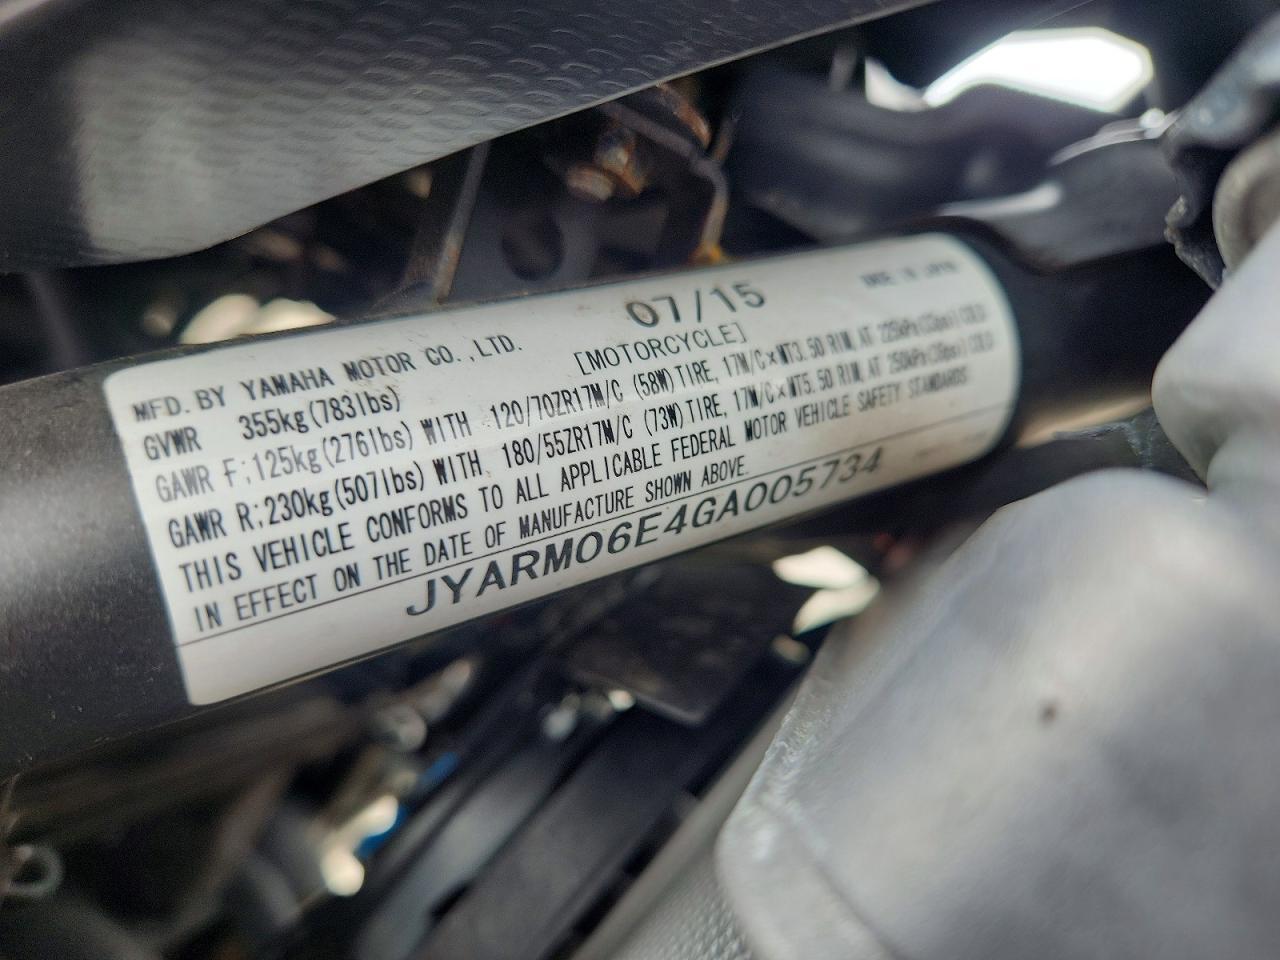 07/15
MADE IN JAPAN
MFD. BY YAMAHA MOTOR CO.,LTD.
[MOTORCYCLE]
GVWR 355kg(783lbs)
GAWR F;125kg(276lbs) WITH 120/70ZR17M/C (58W)TIRE, 17M/C×MT3.50 RIM, AT 225kPa(33psi) COLD
GAWR R;230kg(507lbs) WITH 180/55ZR17M/C (73W)TIRE, 17M/C×MT5.50 RIM, AT 250kPa(36psi) COLD
THIS VEHICLE CONFORMS TO ALL APPLICABLE FEDERAL MOTOR VEHICLE SAFETY STANDARDS
IN EFFECT ON THE DATE OF MANUFACTURE SHOWN ABOVE.
JYARM06E4GA005734